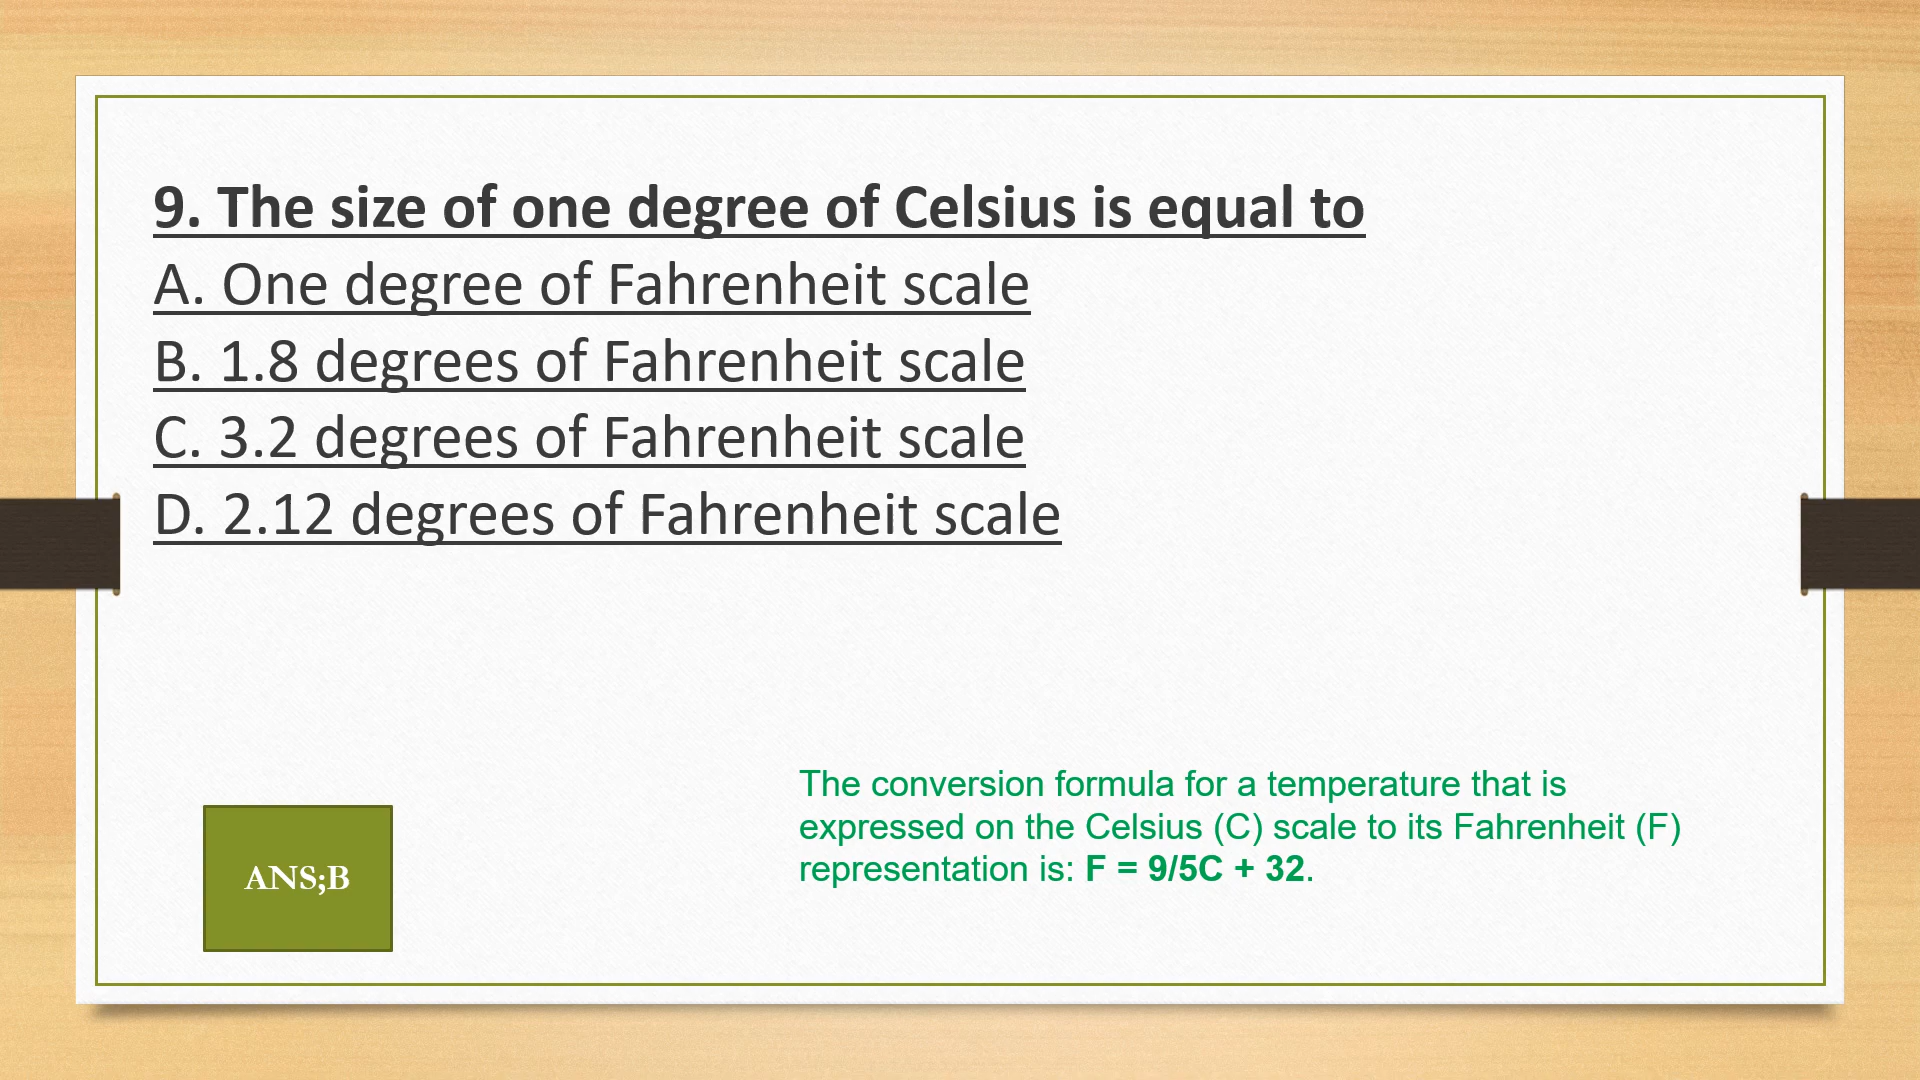 9. The size of one degree of Celsius is equal to
A. One degree of Fahrenheit scale
B. 1.8 degrees of Fahrenheit scale
C. 3.2 degrees of Fahrenheit scale
D. 2.12 degrees of Fahrenheit scale
ANS;B
The conversion formula for a temperature that is
expressed on the Celsius (C) scale to its Fahrenheit (F)
representation is: F = 9/5C + 32.